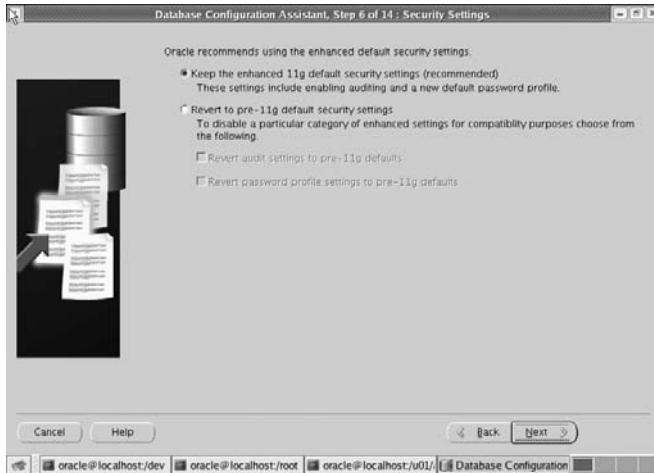 Database Configuration Assistant, Step 6 of 14 : Security Settings
Oracle recommends using the enhanced default security settings.
Keep the enhanced 11g default security settings (recommended)
These settings include enabling auditing and a new default password profile.
Revert to pre-11g default security settings
To disable a particular category of enhanced settings for compatiblity purposes choose from
the following.
Revert audit settings to pre-11g defaults
Revert password profile settings to pre-11g defaults
Cancel
Help
Back
Next
oracle@localhost:/dev
oracle@localhost:/root
oracle@localhost:/u01/
Database Configuration